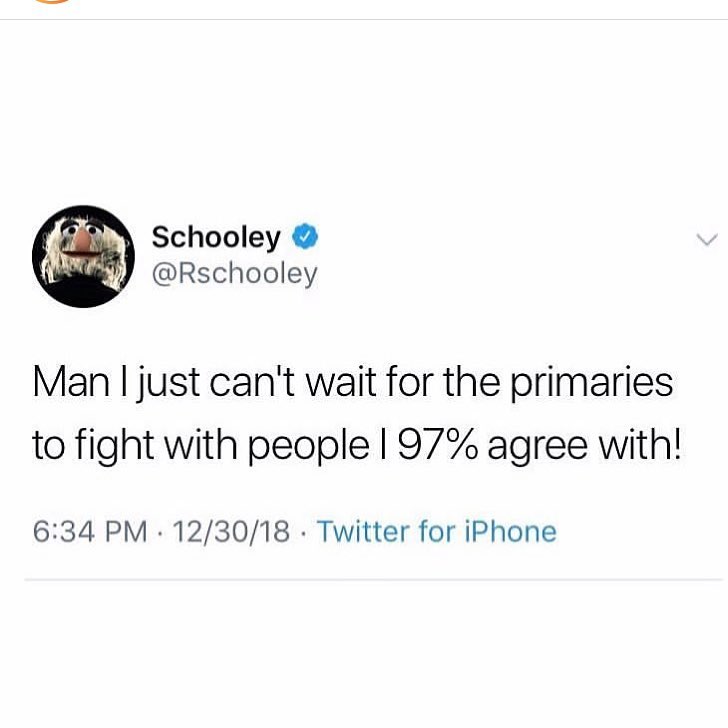 Schooley
@Rschooley
Man I just can't wait for the primaries
to fight with people I 97% agree with!
6:34 PM · 12/30/18 · Twitter for iPhone